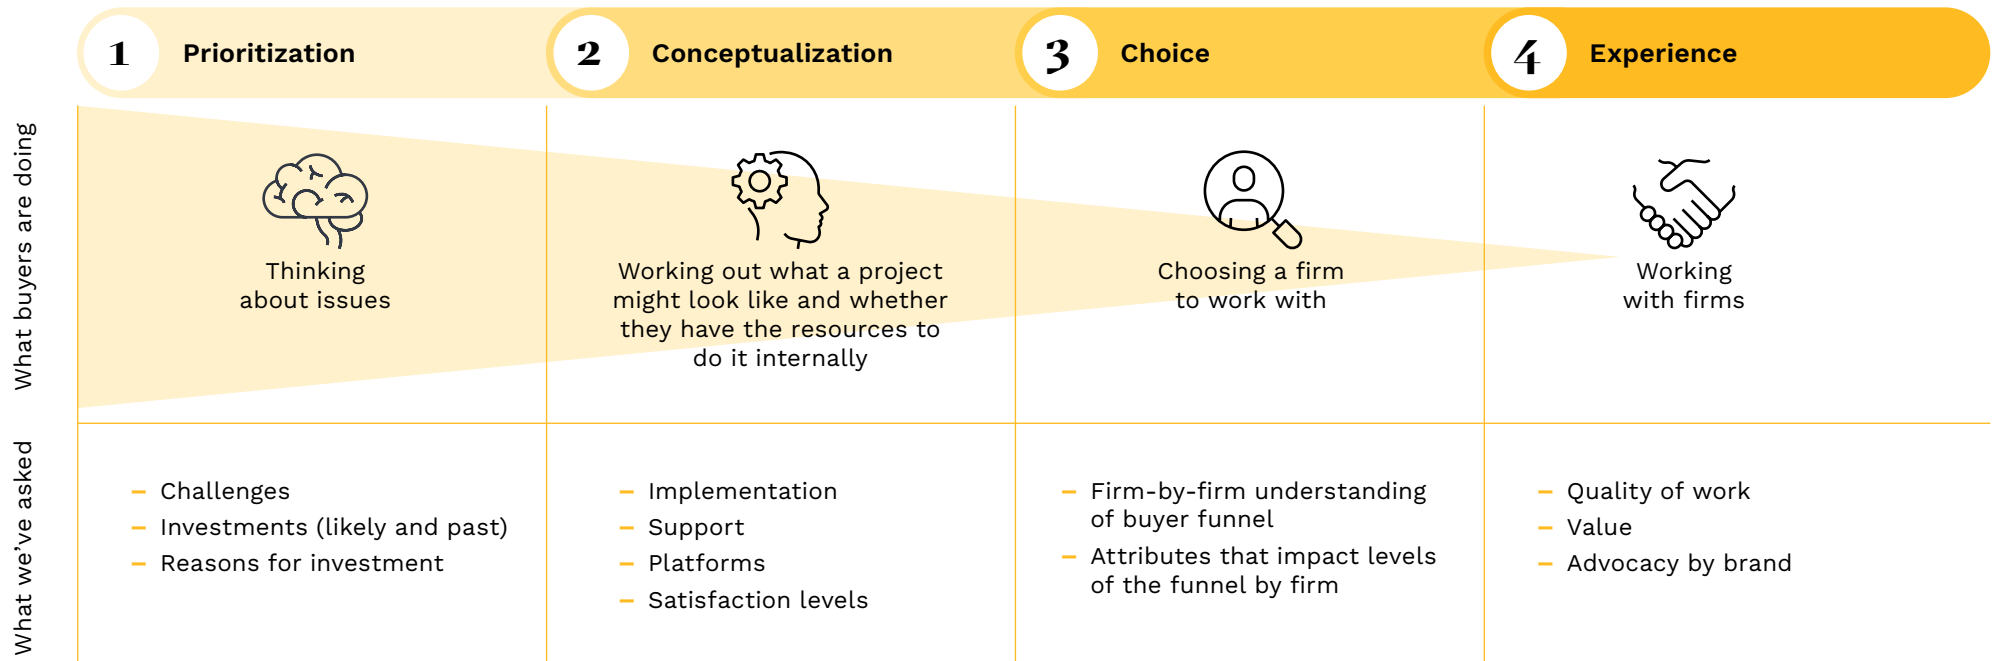 1 Prioritization
2 Conceptualization
3 Choice
4 Experience
What buyers are doing
Thinking
about issues
Working out what a project
might look like and whether
they have the resources to
do it internally
Choosing a firm
to work with
Working
with firms
What we’ve asked
– Challenges
– Investments (likely and past)
– Reasons for investment
– Implementation
– Support
– Platforms
– Satisfaction levels
– Firm-by-firm understanding
of buyer funnel
– Attributes that impact levels
of the funnel by firm
– Quality of work
– Value
– Advocacy by brand